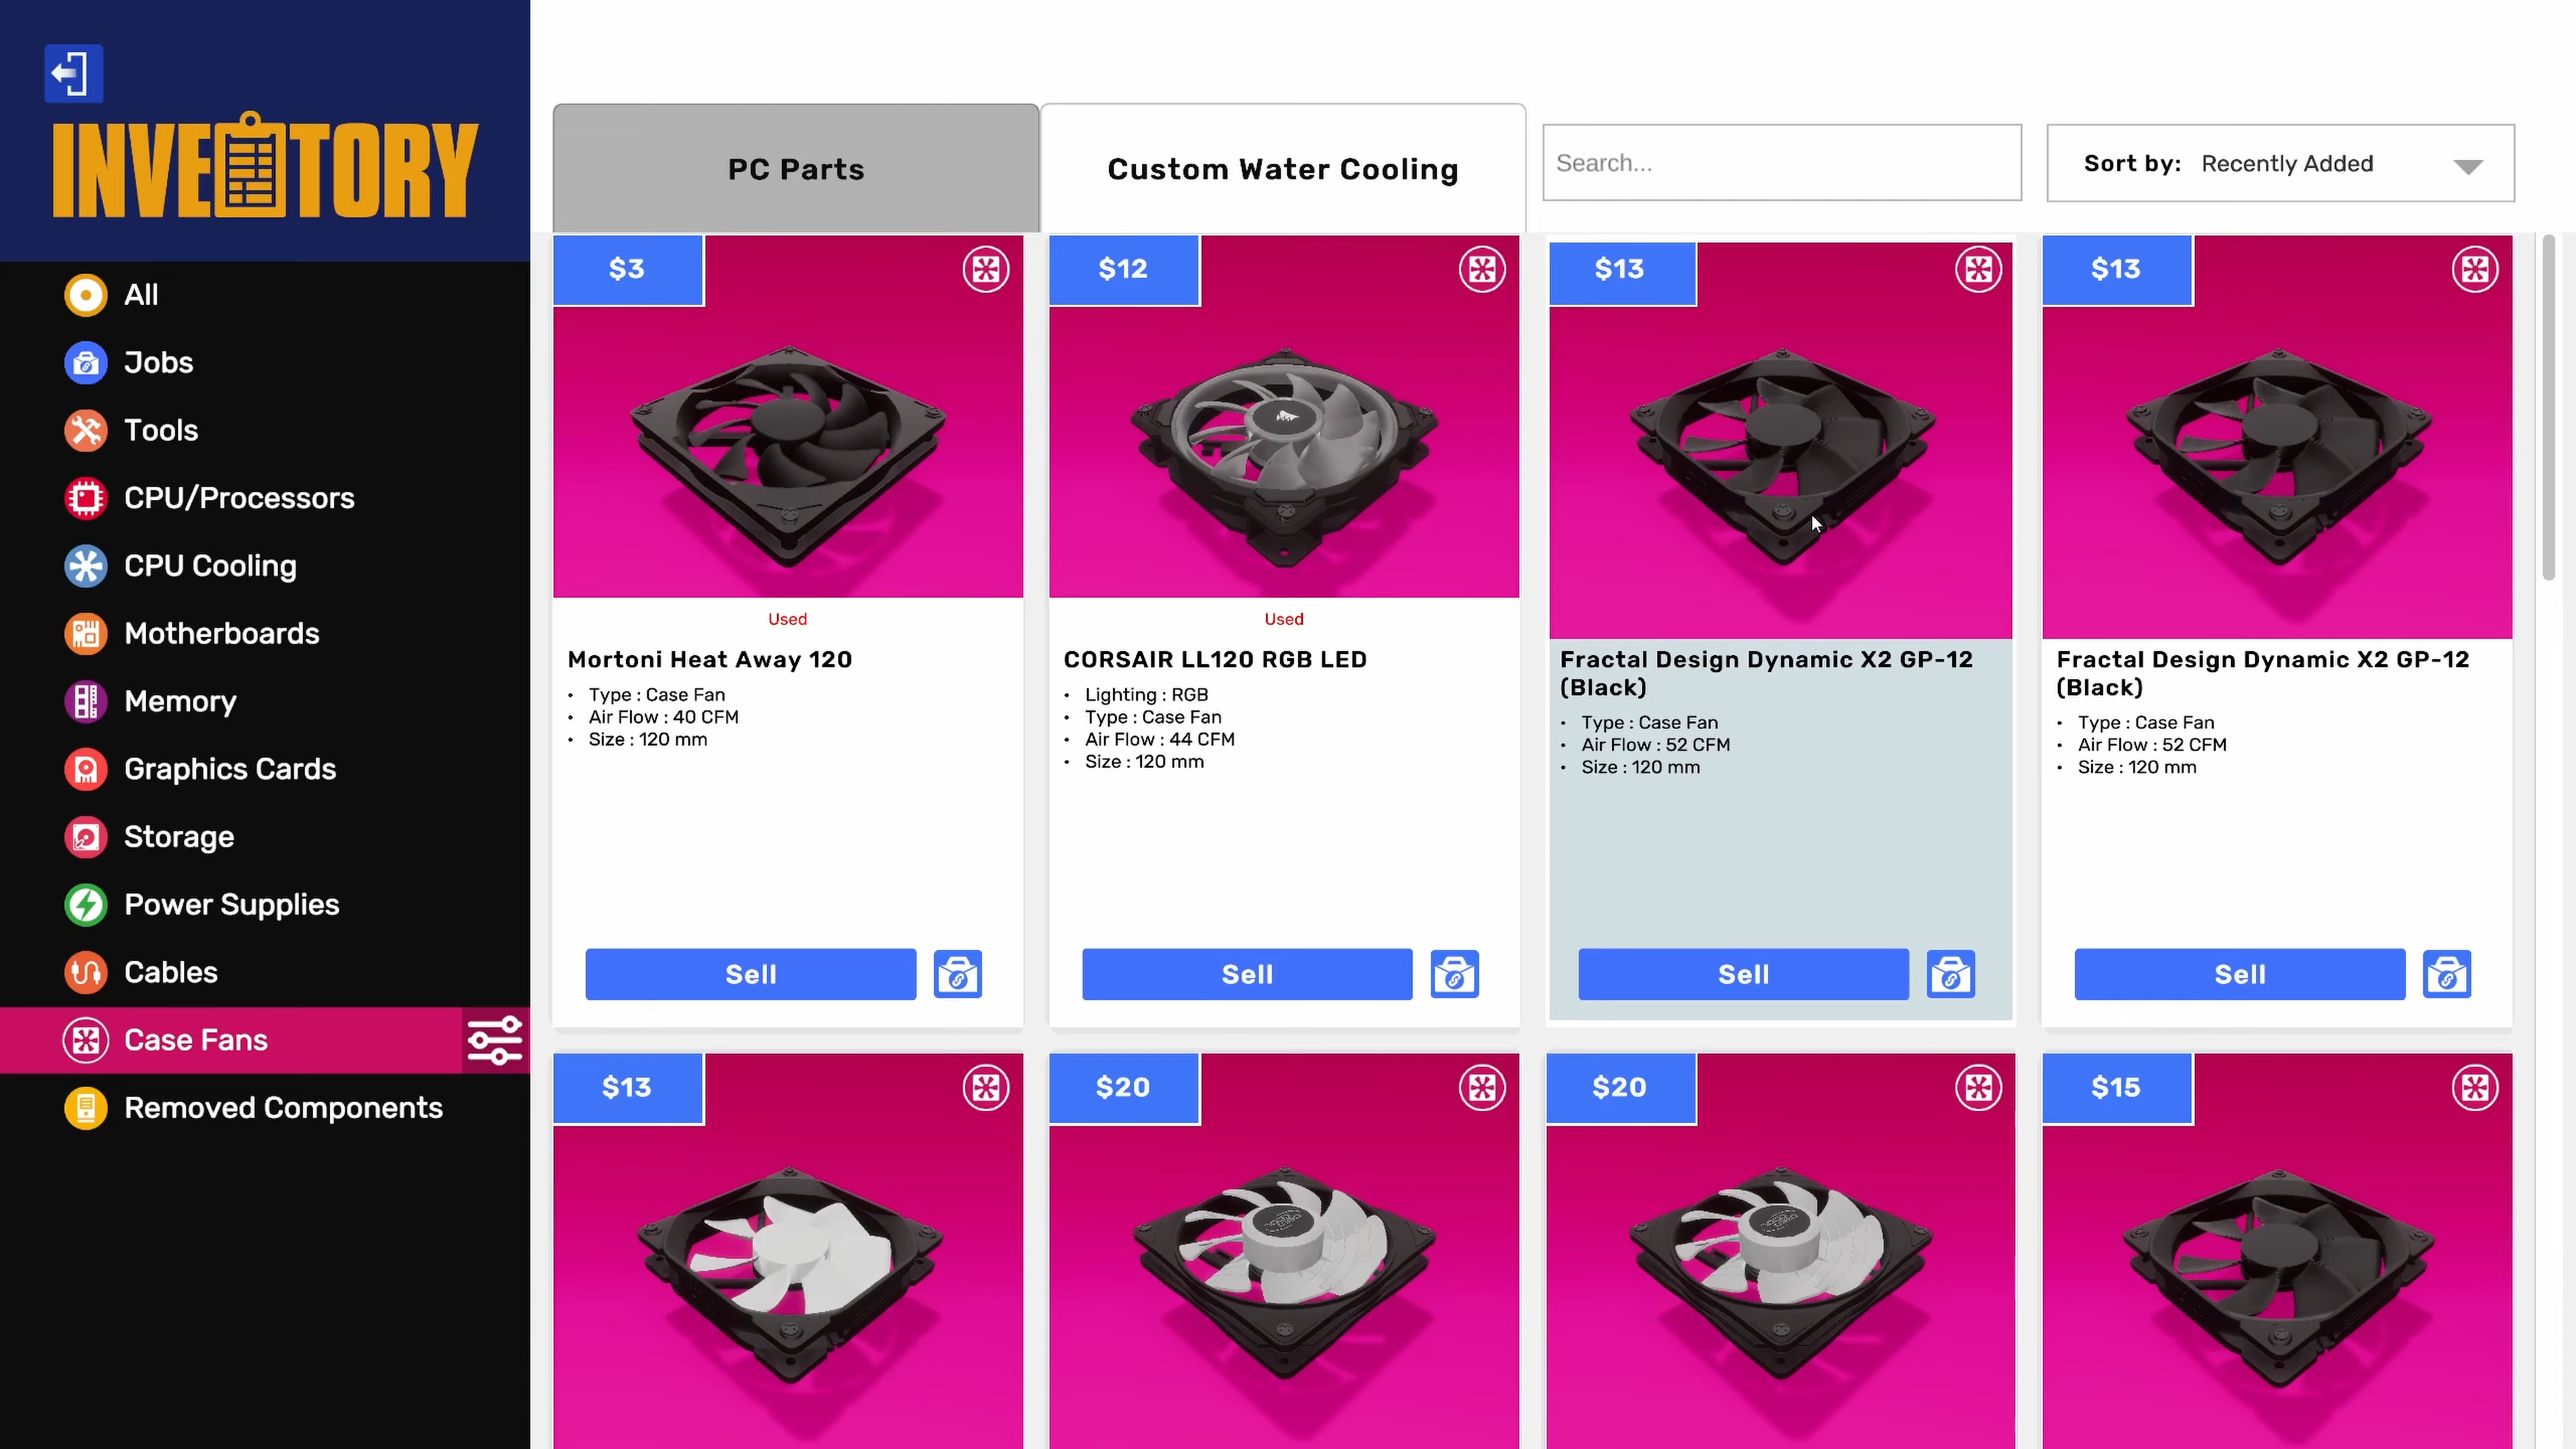 INVENTORY
All
Jobs
Tools
CPU/Processors
CPU Cooling
Motherboards
Memory
Graphics Cards
Storage
Power Supplies
Cables
Case Fans
Removed Components
PC Parts
Custom Water Cooling
Search...
Sort by: Recently Added
$3
Used
Mortoni Heat Away 120
• Type : Case Fan
• Air Flow : 40 CFM
• Size : 120 mm
Sell
$12
Used
CORSAIR LL120 RGB LED
• Lighting : RGB
• Type : Case Fan
• Air Flow : 44 CFM
• Size : 120 mm
Sell
$13
Fractal Design Dynamic X2 GP-12
(Black)
• Type : Case Fan
• Air Flow : 52 CFM
• Size : 120 mm
Sell
$13
Fractal Design Dynamic X2 GP-12
(Black)
• Type : Case Fan
• Air Flow : 52 CFM
• Size : 120 mm
Sell
$13
$20
$20
$15